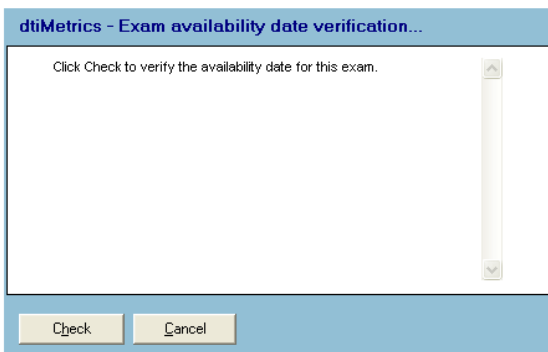 dtiMetrics - Exam availability date verification...
Click Check to verify the availability date for this exam.
Check Cancel